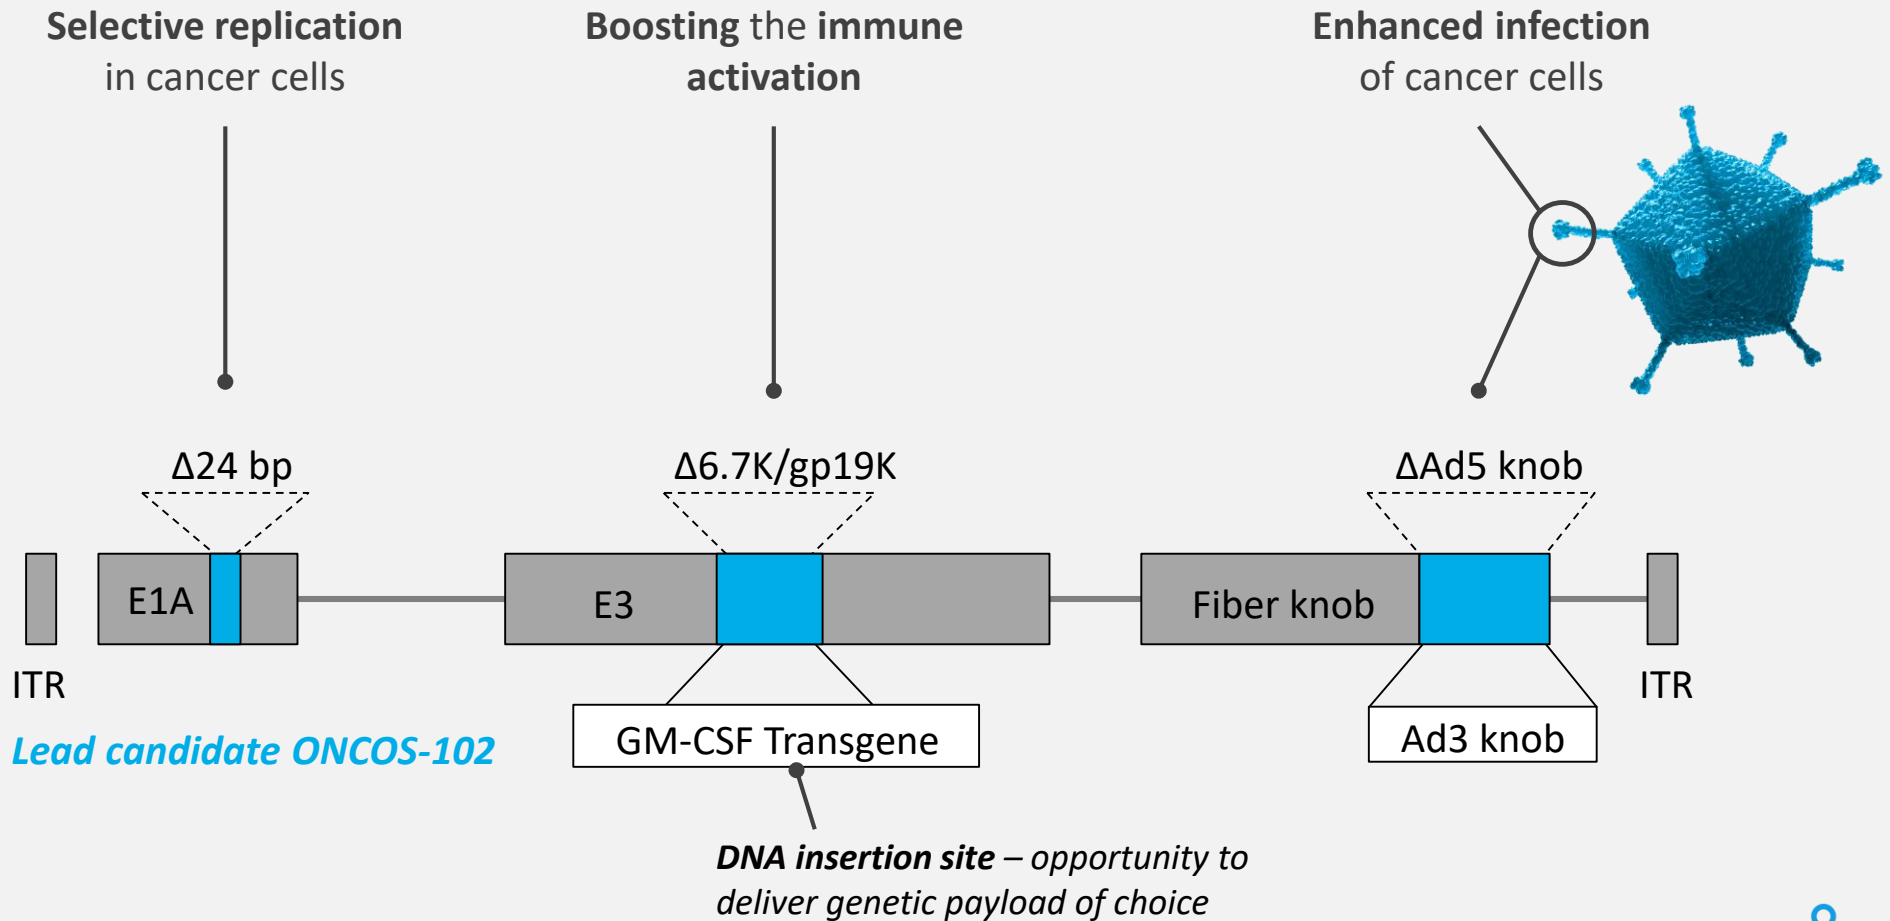 Selective replication
in cancer cells
Boosting the immune
activation
Enhanced infection
of cancer cells
Δ24 bp
Δ6.7K/gp19K
ΔAd5 knob
E1A
E3
Fiber knob
ITR
ITR
GM-CSF Transgene
Ad3 knob
Lead candidate ONCOS-102
DNA insertion site – opportunity to
deliver genetic payload of choice